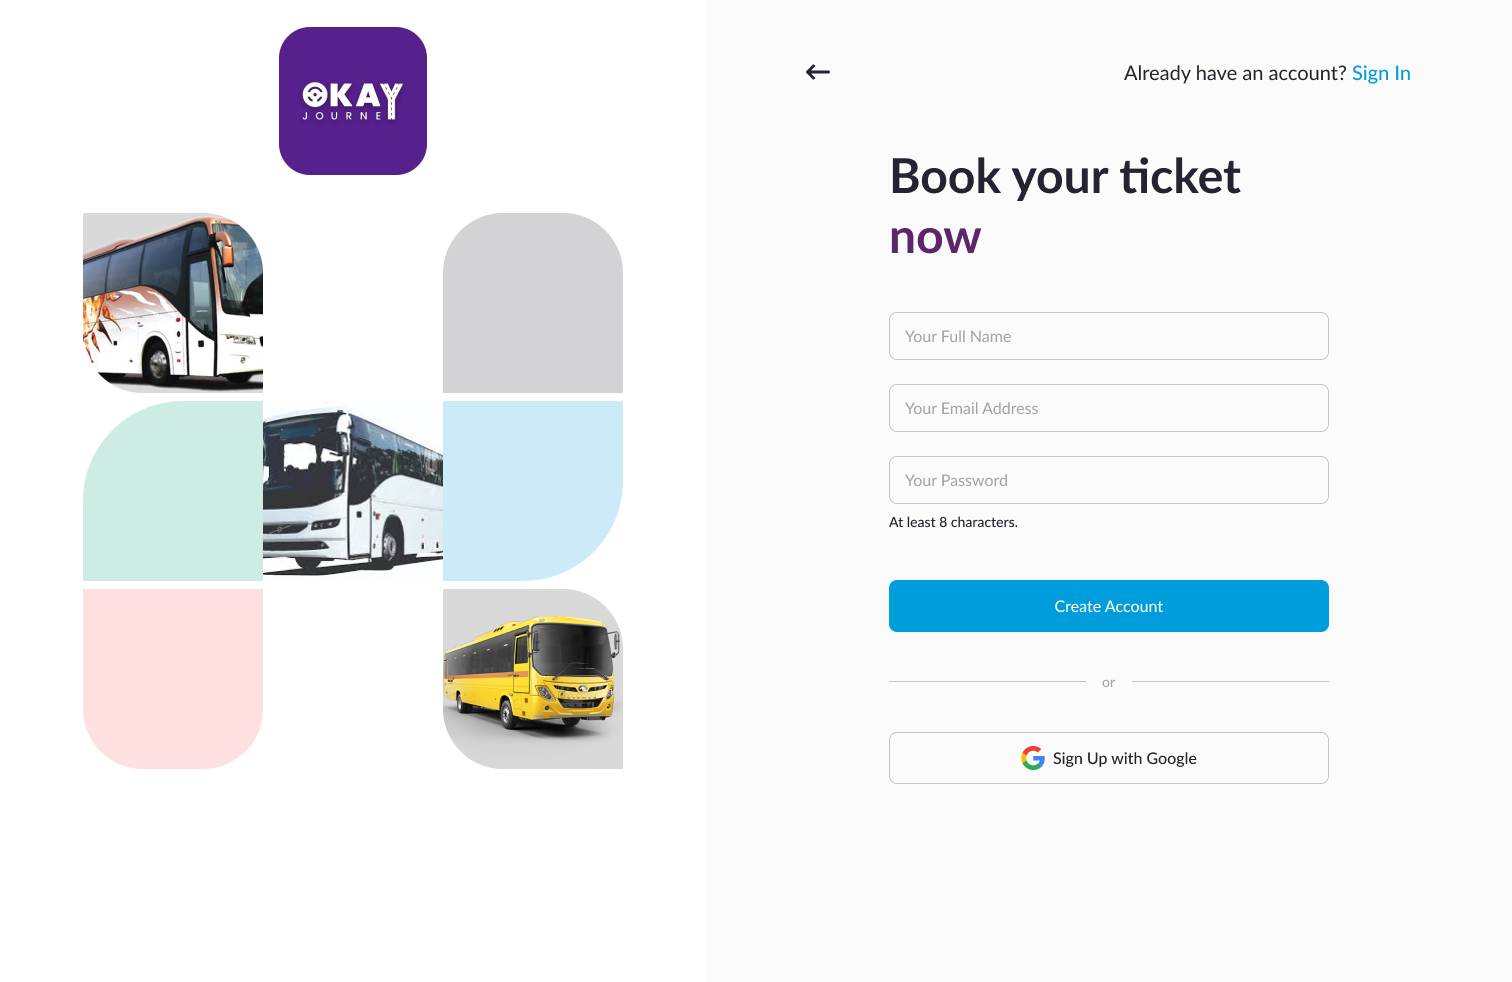 OKAY
JOURNEY
Already have an account? Sign In
Book your ticket
now
Your Full Name
Your Email Address
Your Password
At least 8 characters.
Create Account
or
Sign Up with Google